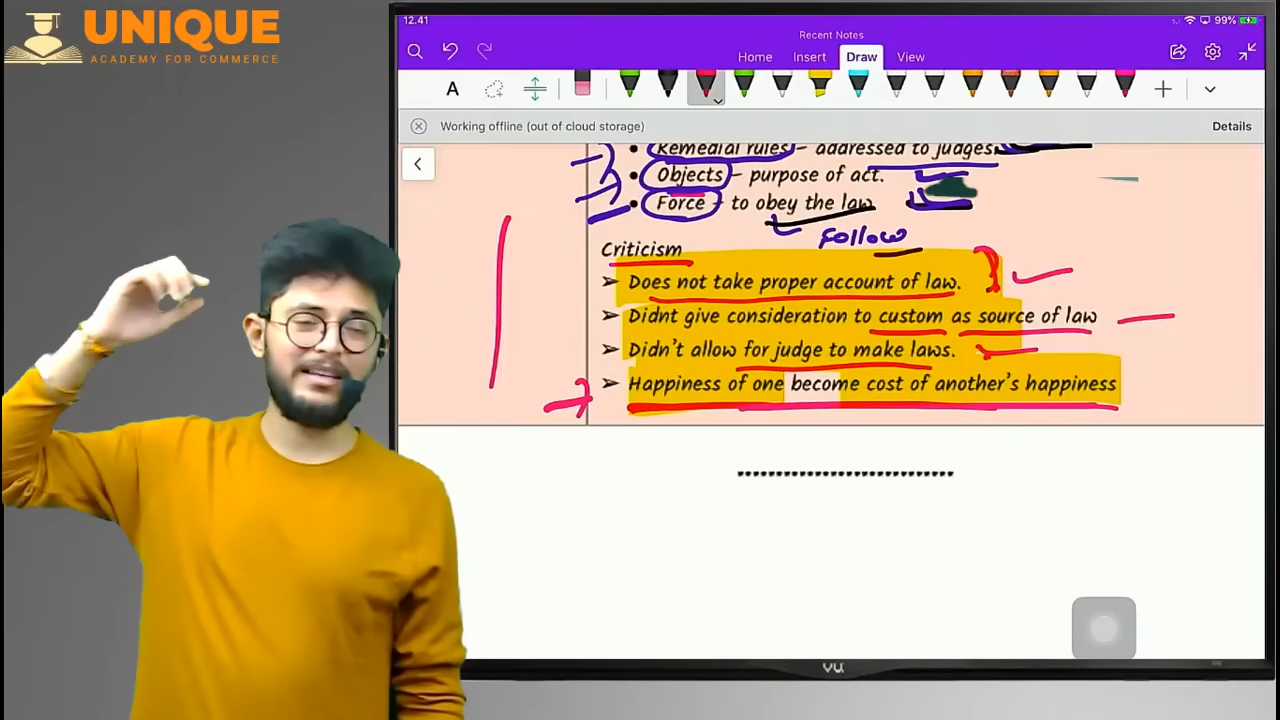 UNIQUE
ACADEMY FOR COMMERCE
12.41
99%
Recent Notes
Home Insert Draw View
A
Working offline (out of cloud storage)
Details
• Remedial rules - addressed to judges.
• Objects - purpose of act.
• Force - to obey the law
Follow
Criticism
➢ Does not take proper account of law.
➢ Didnt give consideration to custom as source of law
➢ Didn't allow for judge to make laws.
➢ Happiness of one become cost of another's happiness
vu